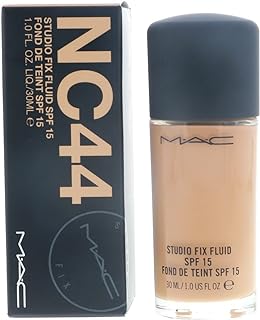 NC44
STUDIO FIX FLUID SPF 15
FOND DE TEINT SPF 15
1.0 FL. OZ. LIQ./30ML ℮
MAC
FIX
MAC
STUDIO FIX FLUID
SPF 15
FOND DE TEINT SPF 15
30 ML / 1.0 US FL OZ ℮